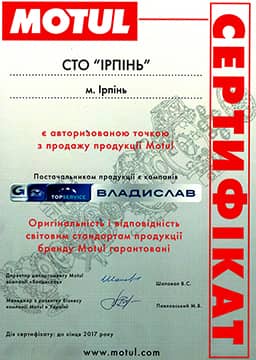 MOTUL
СЕРТИФІКАТ
СТО "ІРПІНЬ"
м. Ірпінь
є авторизованою точкою
з продажу продукції Motul
Постачальником продукції є компанія
TOPSERVICE ВЛАДИСЛАВ
Оригінальність і відповідність
світовим стандартам продукції
бренду Motul гарантовані
Директор департаменту Motul
компанії «Владислав»
Шаповал В.С.
Менеджер з розвитку бізнесу
компанії Motul в Україні
Павловський М.В.
Дія сертифікату: до кінця 2017 року
www.motul.com